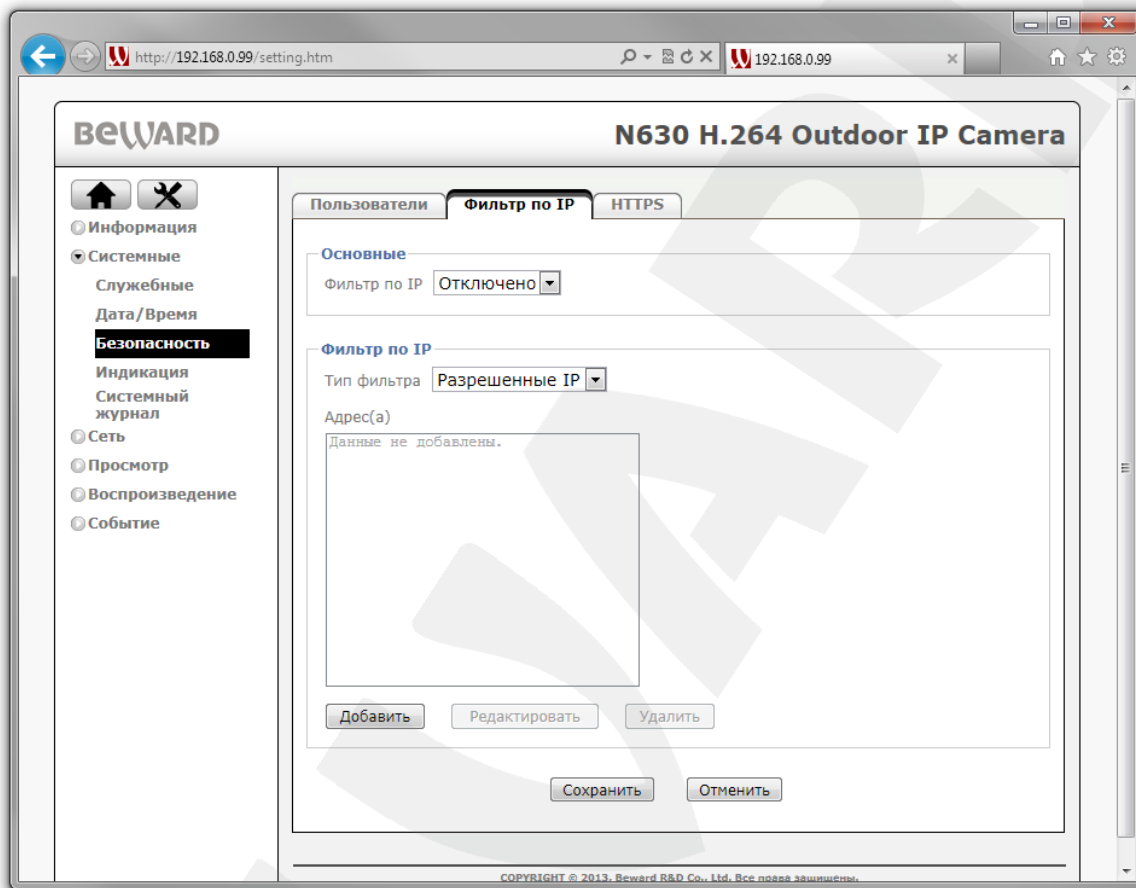 http://192.168.0.99/setting.htm
192.168.0.99
BEWARD
N630 H.264 Outdoor IP Camera
Информация
Системные
Служебные
Дата/Время
Безопасность
Индикация
Системный
журнал
Сеть
Просмотр
Воспроизведение
Событие
Пользователи
Фильтр по IP
HTTPS
Основные
Фильтр по IP Отключено
Фильтр по IP
Тип фильтра Разрешенные IP
Адрес(а)
Данные не добавлены.
Добавить Редактировать Удалить
Сохранить Отменить
COPYRIGHT © 2013, Beward R&D Co., Ltd. Все права защищены.